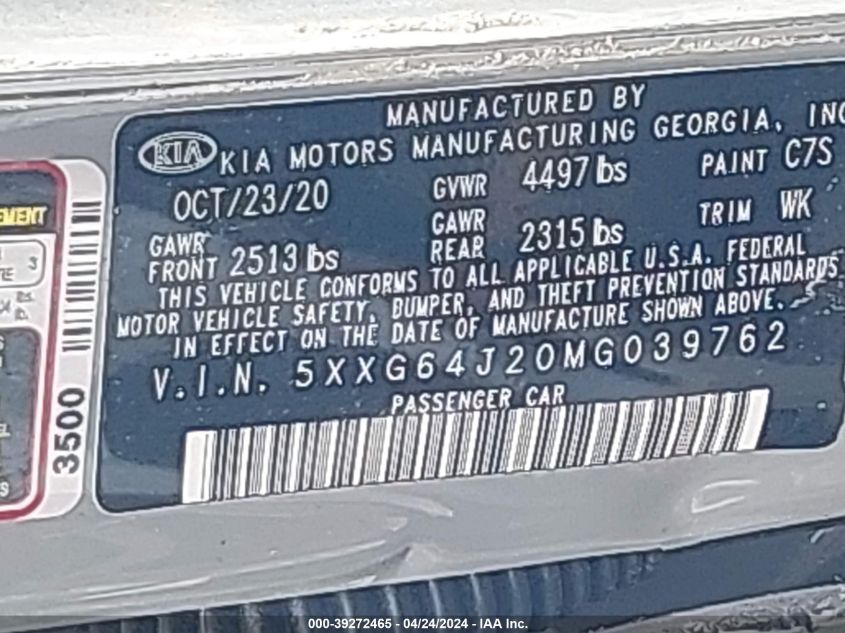 MANUFACTURED BY
KIA KIA MOTORS MANUFACTURING GEORGIA, INC
OCT/23/20 GVWR 4497 lbs PAINT C7S
GAWR FRONT 2513 lbs GAWR REAR 2315 lbs TRIM WK
THIS VEHICLE CONFORMS TO ALL APPLICABLE U.S.A. FEDERAL
MOTOR VEHICLE SAFETY, BUMPER, AND THEFT PREVENTION STANDARDS
IN EFFECT ON THE DATE OF MANUFACTURE SHOWN ABOVE.
V.I.N. 5XXG64J20MG039762
PASSENGER CAR
3500
000-39272465 - 04/24/2024 - IAA Inc.